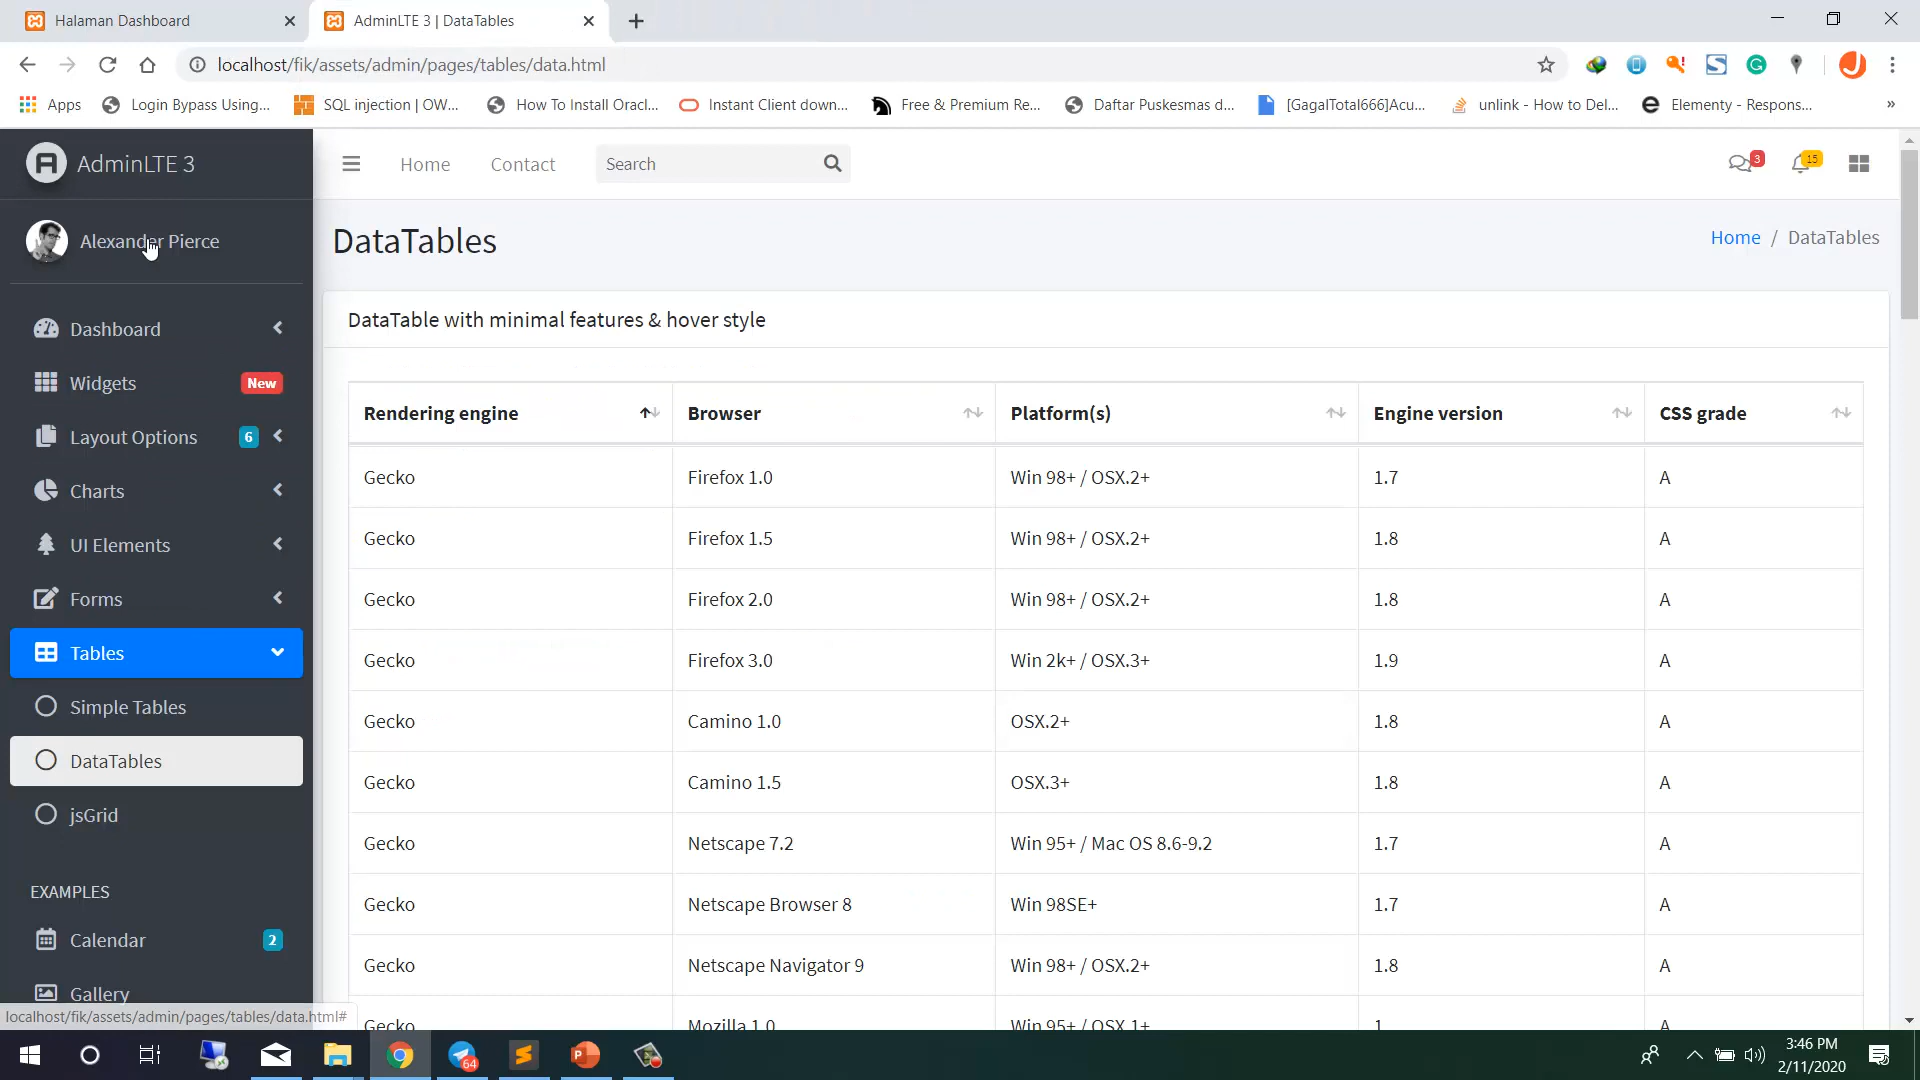 Halaman Dashboard
AdminLTE 3 | DataTables
localhost/fik/assets/admin/pages/tables/data.html
Apps
Login Bypass Using...
SQL injection | OW...
How To Install Oracl...
Instant Client down...
Free & Premium Re...
Daftar Puskesmas d...
[GagalTotal666]Acu...
unlink - How to Del...
Elementy - Respons...
»
AdminLTE 3
Home
Contact
Search
3
15
Alexander Pierce
DataTables
Home / DataTables
Dashboard
Widgets New
Layout Options 6
Charts
UI Elements
Forms
Tables
Simple Tables
DataTables
jsGrid
EXAMPLES
Calendar 2
Gallery
DataTable with minimal features & hover style
Rendering engine Browser Platform(s) Engine version CSS grade
Gecko Firefox 1.0 Win 98+ / OSX.2+ 1.7 A
Gecko Firefox 1.5 Win 98+ / OSX.2+ 1.8 A
Gecko Firefox 2.0 Win 98+ / OSX.2+ 1.8 A
Gecko Firefox 3.0 Win 2k+ / OSX.3+ 1.9 A
Gecko Camino 1.0 OSX.2+ 1.8 A
Gecko Camino 1.5 OSX.3+ 1.8 A
Gecko Netscape 7.2 Win 95+ / Mac OS 8.6-9.2 1.7 A
Gecko Netscape Browser 8 Win 98SE+ 1.7 A
Gecko Netscape Navigator 9 Win 98+ / OSX.2+ 1.8 A
Gecko Mozilla 1.0 Win 95+ / OSX.1+ 1 A
localhost/fik/assets/admin/pages/tables/data.html#
64
3:46 PM
2/11/2020